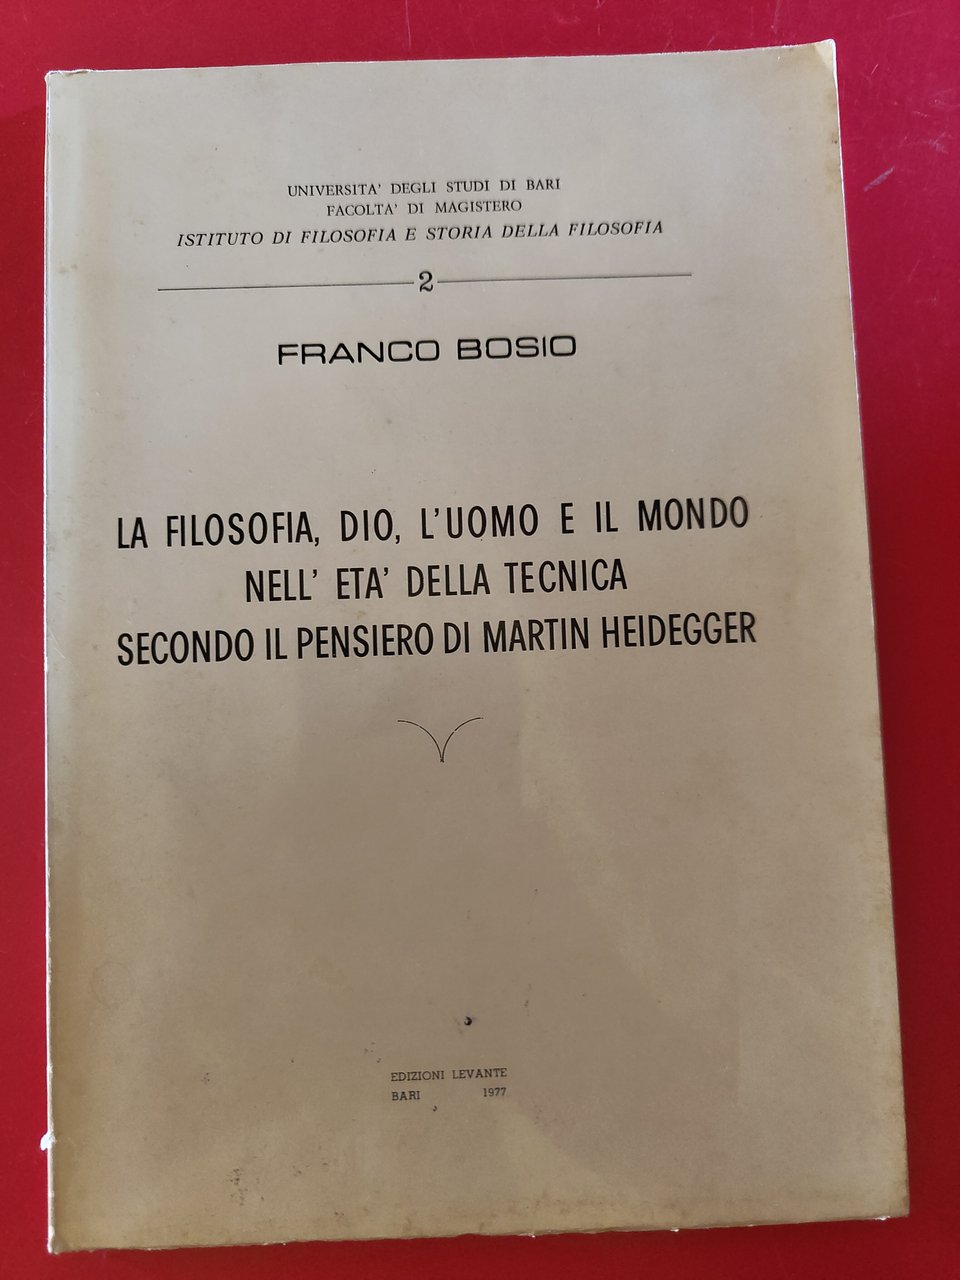 UNIVERSITA' DEGLI STUDI DI BARI
FACOLTA' DI MAGISTERO
ISTITUTO DI FILOSOFIA E STORIA DELLA FILOSOFIA
2
FRANCO BOSIO
LA FILOSOFIA, DIO, L'UOMO E IL MONDO
NELL' ETA' DELLA TECNICA
SECONDO IL PENSIERO DI MARTIN HEIDEGGER
EDIZIONI LEVANTE
BARI 1977